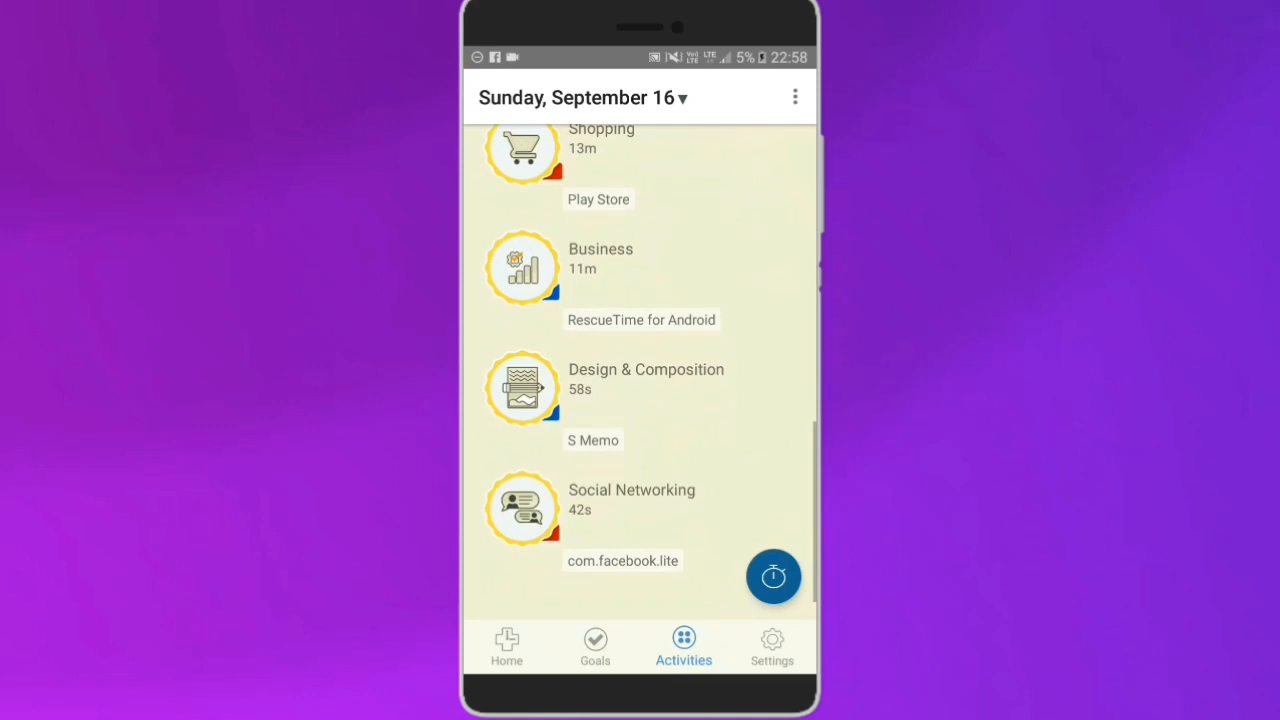 5% 22:58
Sunday, September 16
Shopping
13m
Play Store
Business
11m
RescueTime for Android
Design & Composition
58s
S Memo
Social Networking
42s
com.facebook.lite
Home Goals Activities Settings